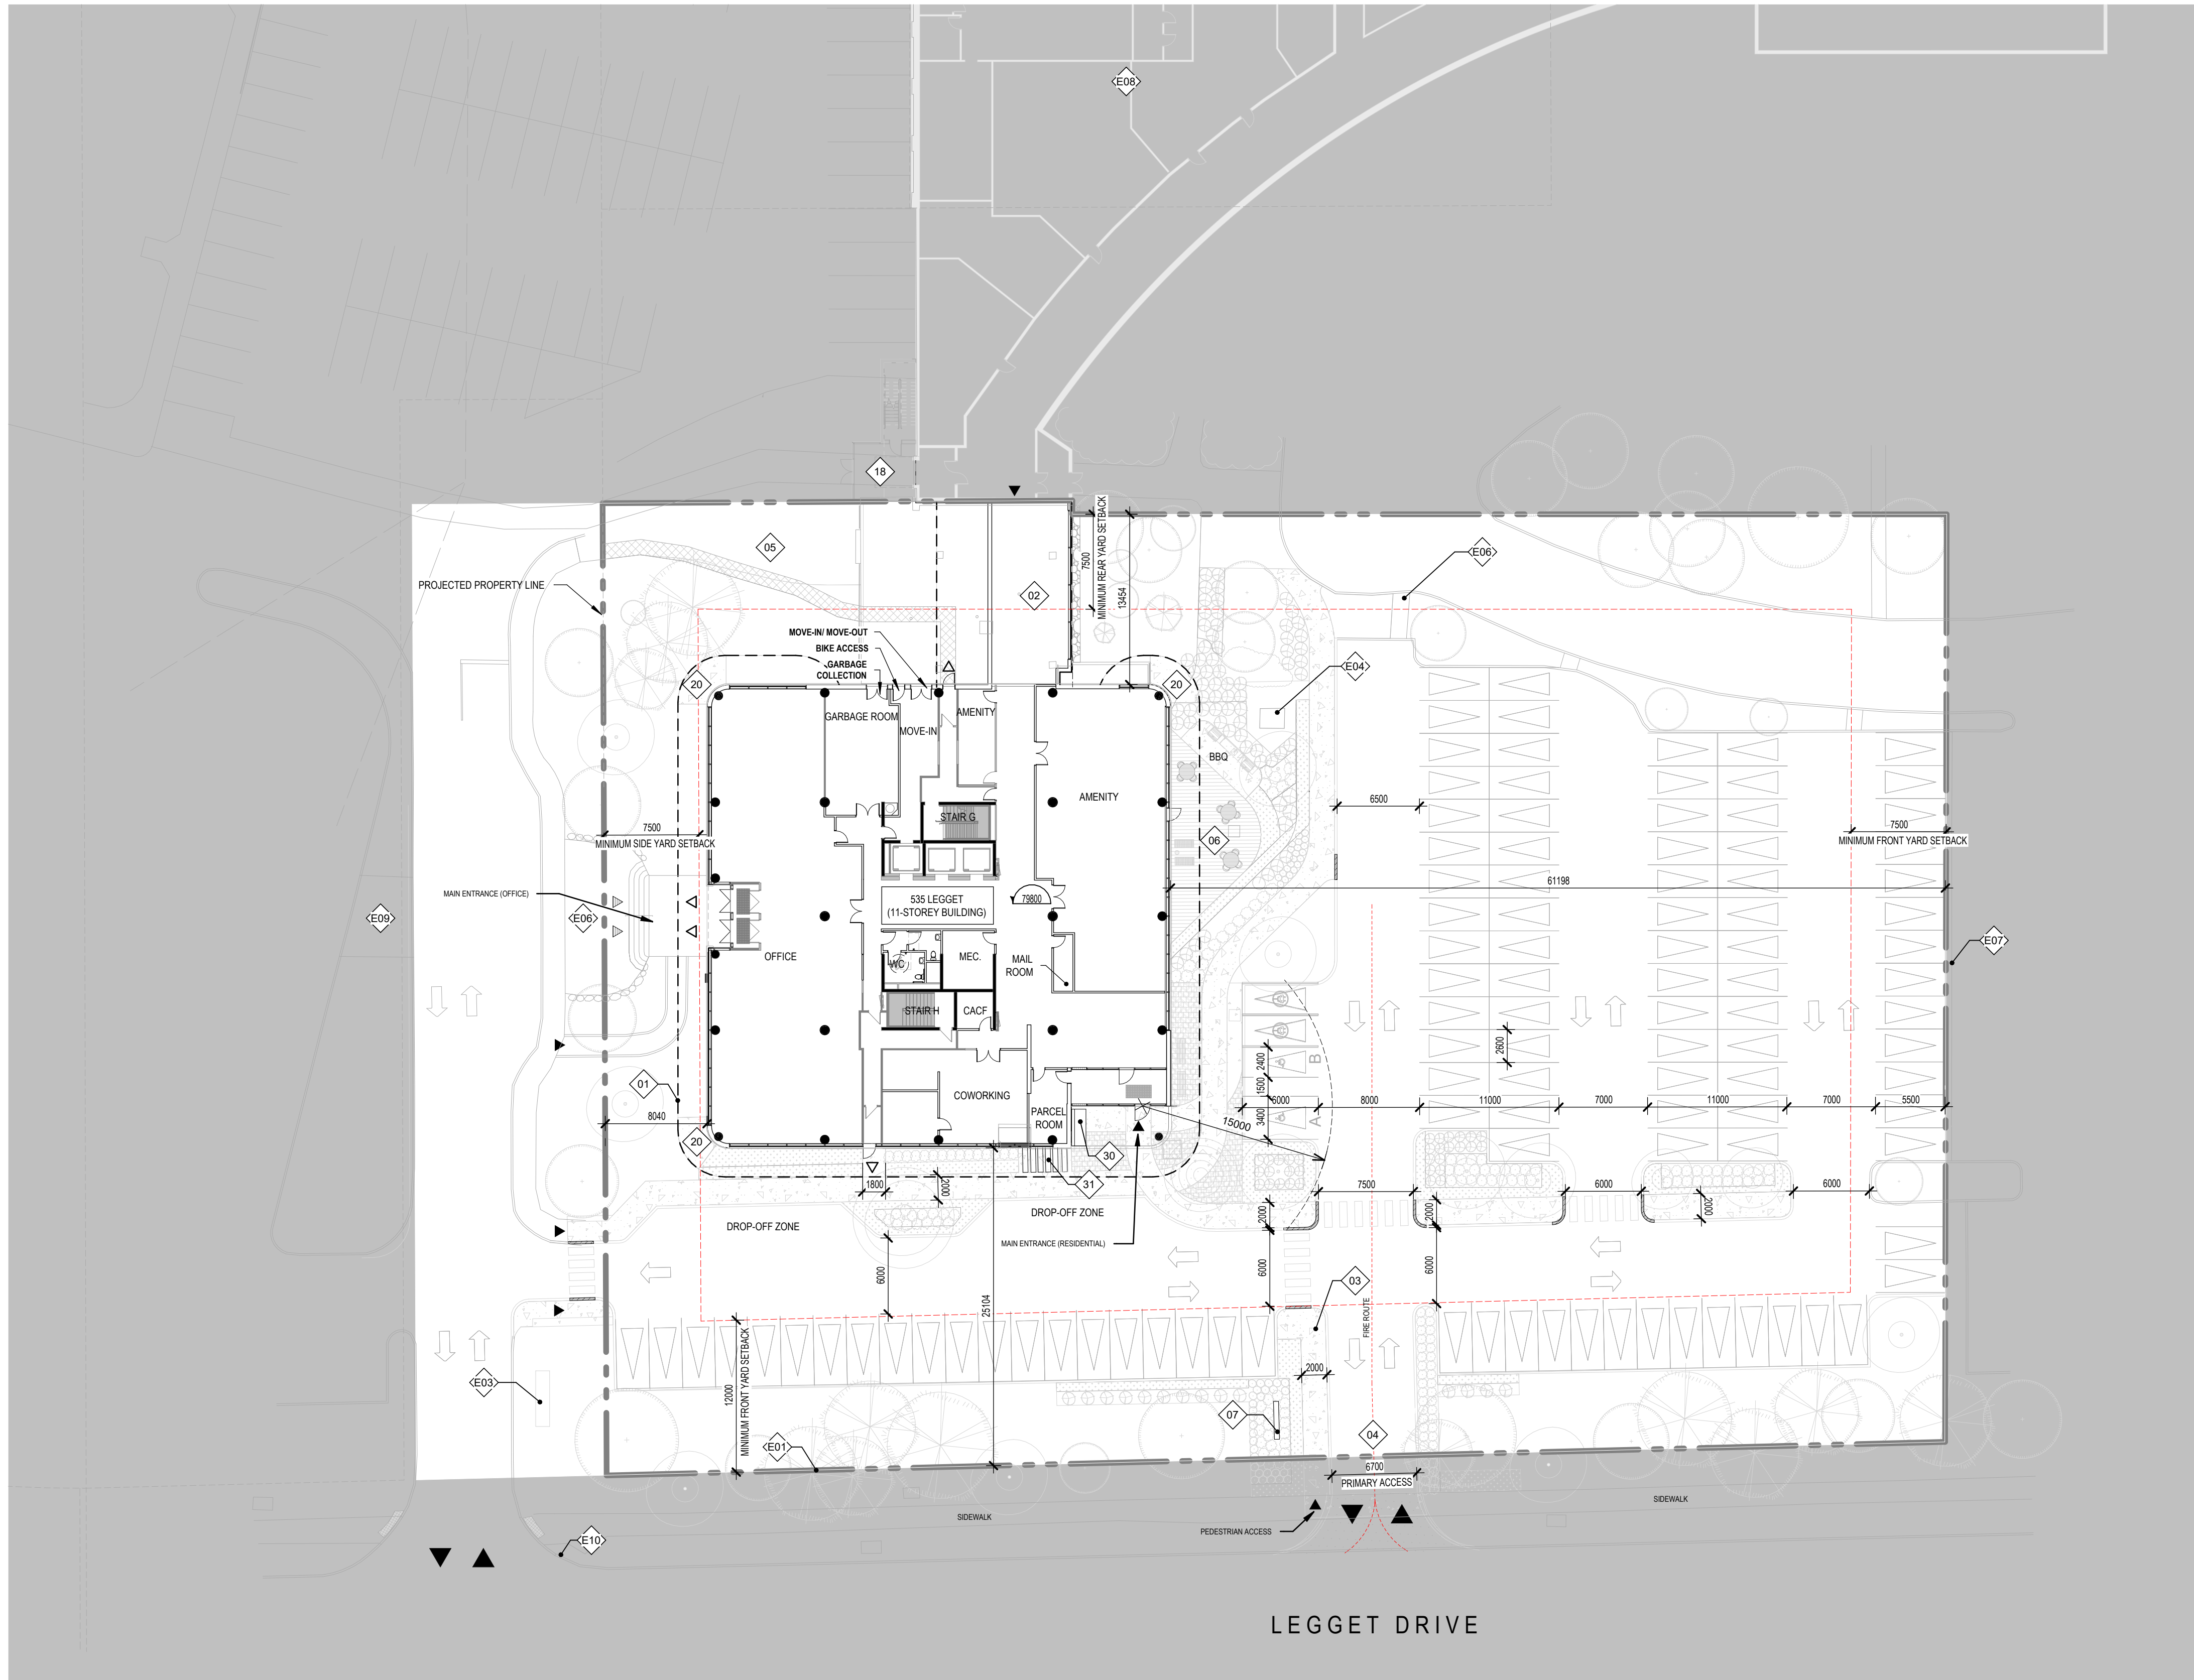 E08
18
05
E06
PROJECTED PROPERTY LINE
02
7500
MINIMUM REAR YARD SETBACK
13454
MOVE-IN/ MOVE-OUT
BIKE ACCESS
GARBAGE
COLLECTION
E04
20
20
GARBAGE ROOM
AMENITY
MOVE-IN
BBQ
AMENITY
6500
STAIR G
7500
MINIMUM SIDE YARD SETBACK
06
7500
MINIMUM FRONT YARD SETBACK
61198
MAIN ENTRANCE (OFFICE)
535 LEGGET
(11-STOREY BUILDING)
79800
E09
E06
E07
OFFICE
WC
MEC.
MAIL
ROOM
STAIR H
CACF
2600
2400
B
01
1500
COWORKING
6000
8000
11000
7000
11000
7000
5500
8040
PARCEL
ROOM
3400
A
15000
20
30
31
1800
2000
7500
6000
6000
2000
2000
2000
DROP-OFF ZONE
DROP-OFF ZONE
MAIN ENTRANCE (RESIDENTIAL)
6000
6000
6000
03
25104
FIRE ROUTE
2000
E03
12000
MINIMUM FRONT YARD SETBACK
07
04
E01
6700
PRIMARY ACCESS
SIDEWALK
SIDEWALK
PEDESTRIAN ACCESS
E10
LEGGET DRIVE